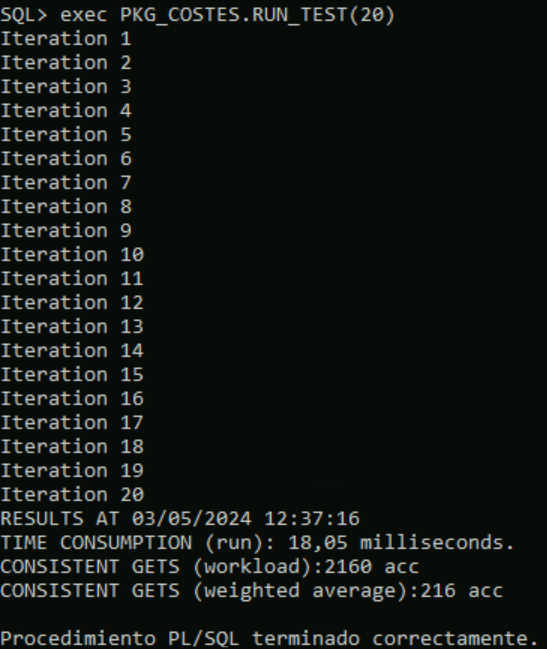 SQL> exec PKG_COSTES.RUN_TEST(20)
Iteration 1
Iteration 2
Iteration 3
Iteration 4
Iteration 5
Iteration 6
Iteration 7
Iteration 8
Iteration 9
Iteration 10
Iteration 11
Iteration 12
Iteration 13
Iteration 14
Iteration 15
Iteration 16
Iteration 17
Iteration 18
Iteration 19
Iteration 20
RESULTS AT 03/05/2024 12:37:16
TIME CONSUMPTION (run): 18,05 milliseconds.
CONSISTENT GETS (workload):2160 acc
CONSISTENT GETS (weighted average):216 acc
Procedimiento PL/SQL terminado correctamente.